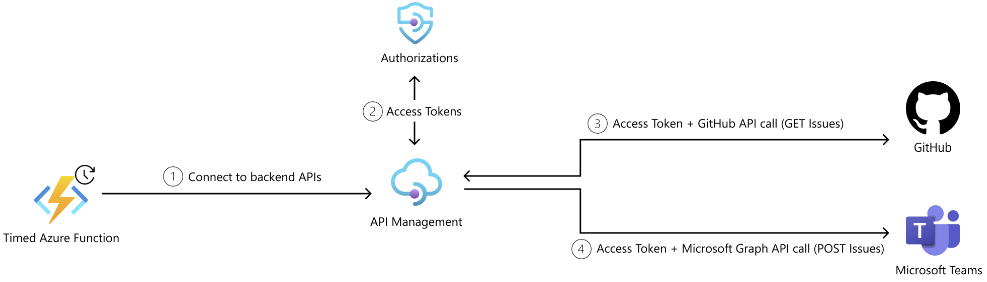 Authorizations
2 Access Tokens
3 Access Token + GitHub API call (GET Issues)
GitHub
1 Connect to backend APIs
API Management
Timed Azure Function
T
4 Access Token + Microsoft Graph API call (POST Issues)
Microsoft Teams